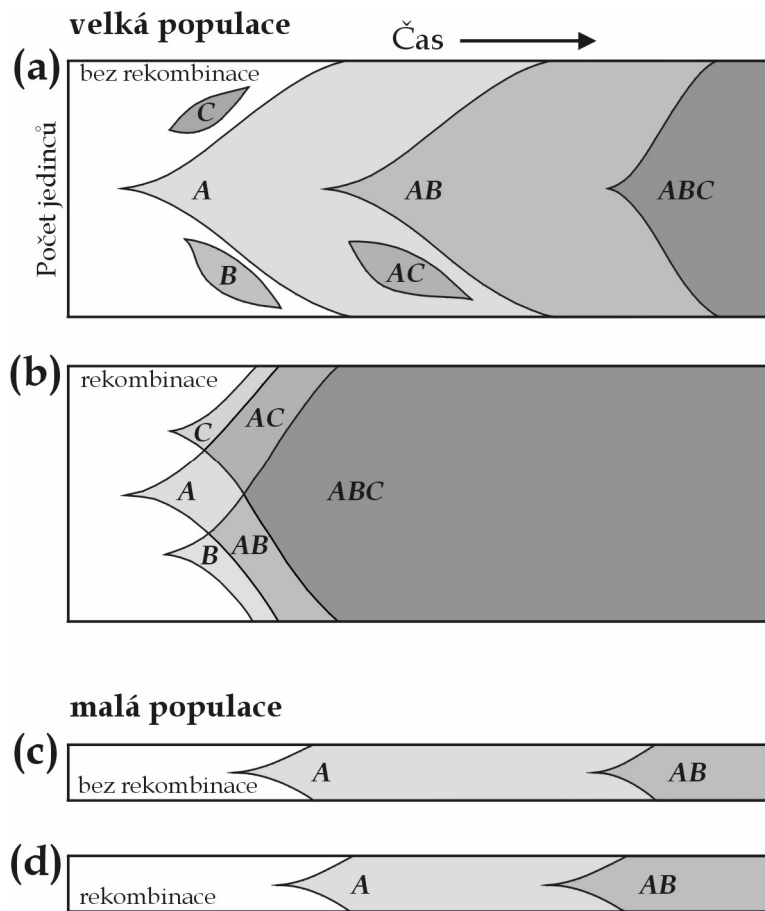 velká populace
Čas
(a)
bez rekombinace
C
A
AB
ABC
B
AC
Počet jedinců
(b)
rekombinace
C
AC
A
ABC
B
AB
malá populace
(c)
bez rekombinace
A
AB
(d)
rekombinace
A
AB